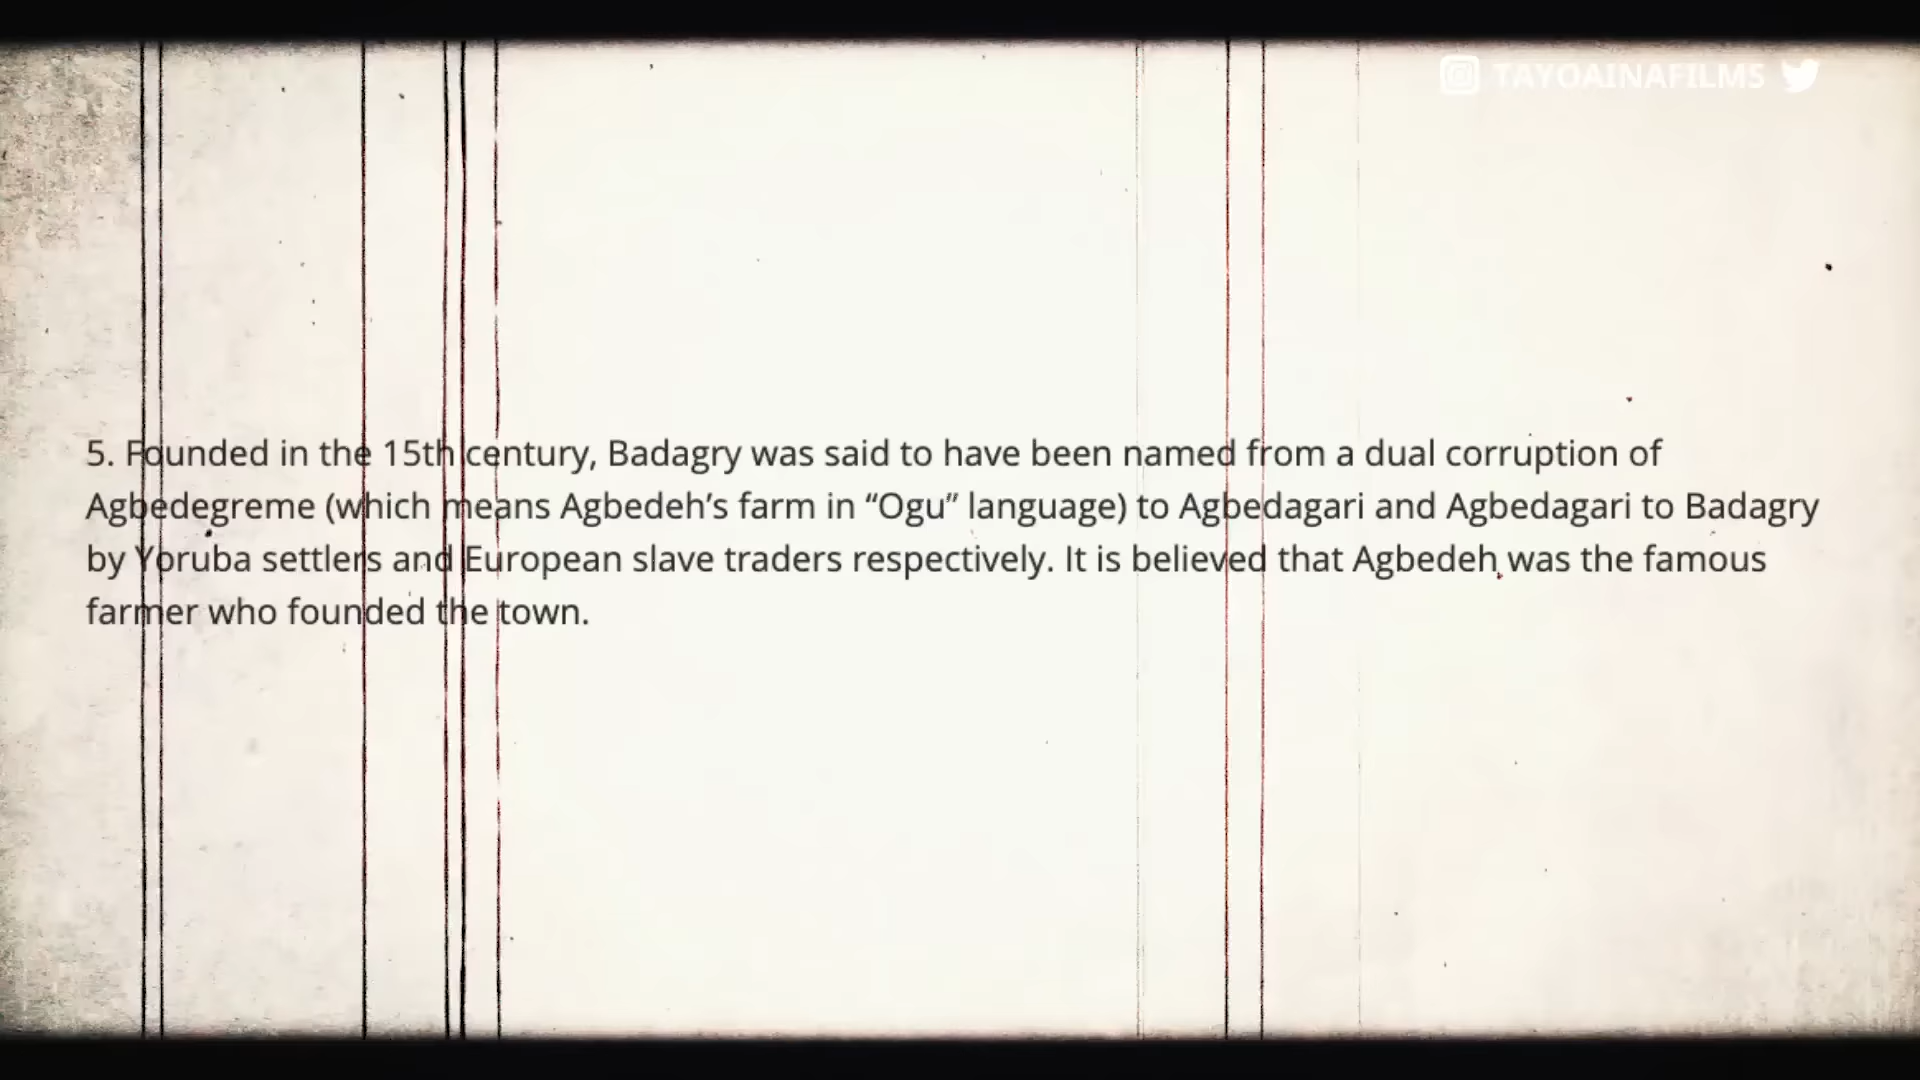 TAYOAINAFILMS
5. Founded in the 15th century, Badagry was said to have been named from a dual corruption of
Agbedegreme (which means Agbedeh’s farm in “Ogu” language) to Agbedagari and Agbedagari to Badagry
by Yoruba settlers and European slave traders respectively. It is believed that Agbedeh was the famous
farmer who founded the town.